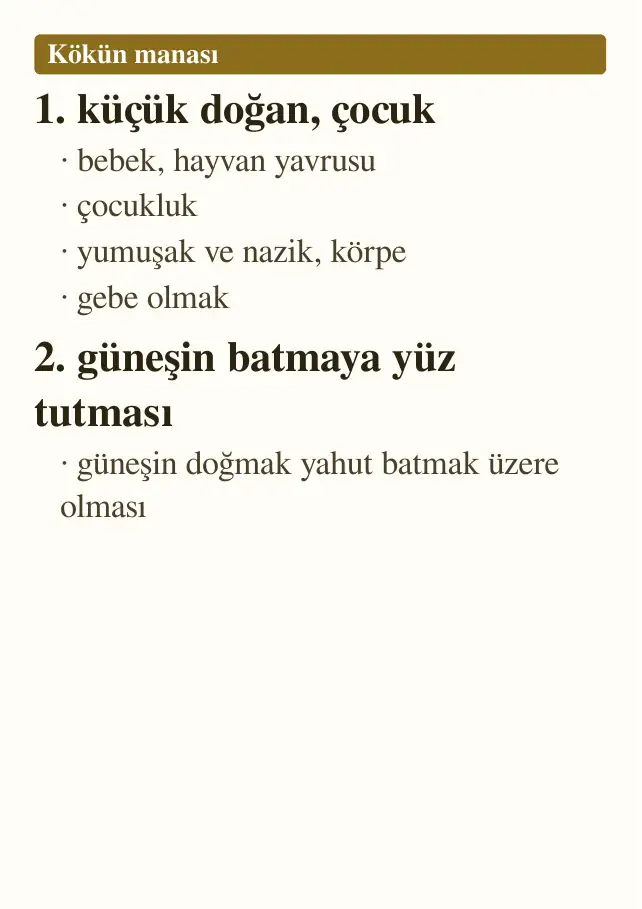 Kökün manası
1. küçük doğan, çocuk
· bebek, hayvan yavrusu
· çocukluk
· yumuşak ve nazik, körpe
· gebe olmak
2. güneşin batmaya yüz
tutması
· güneşin doğmak yahut batmak üzere
olması